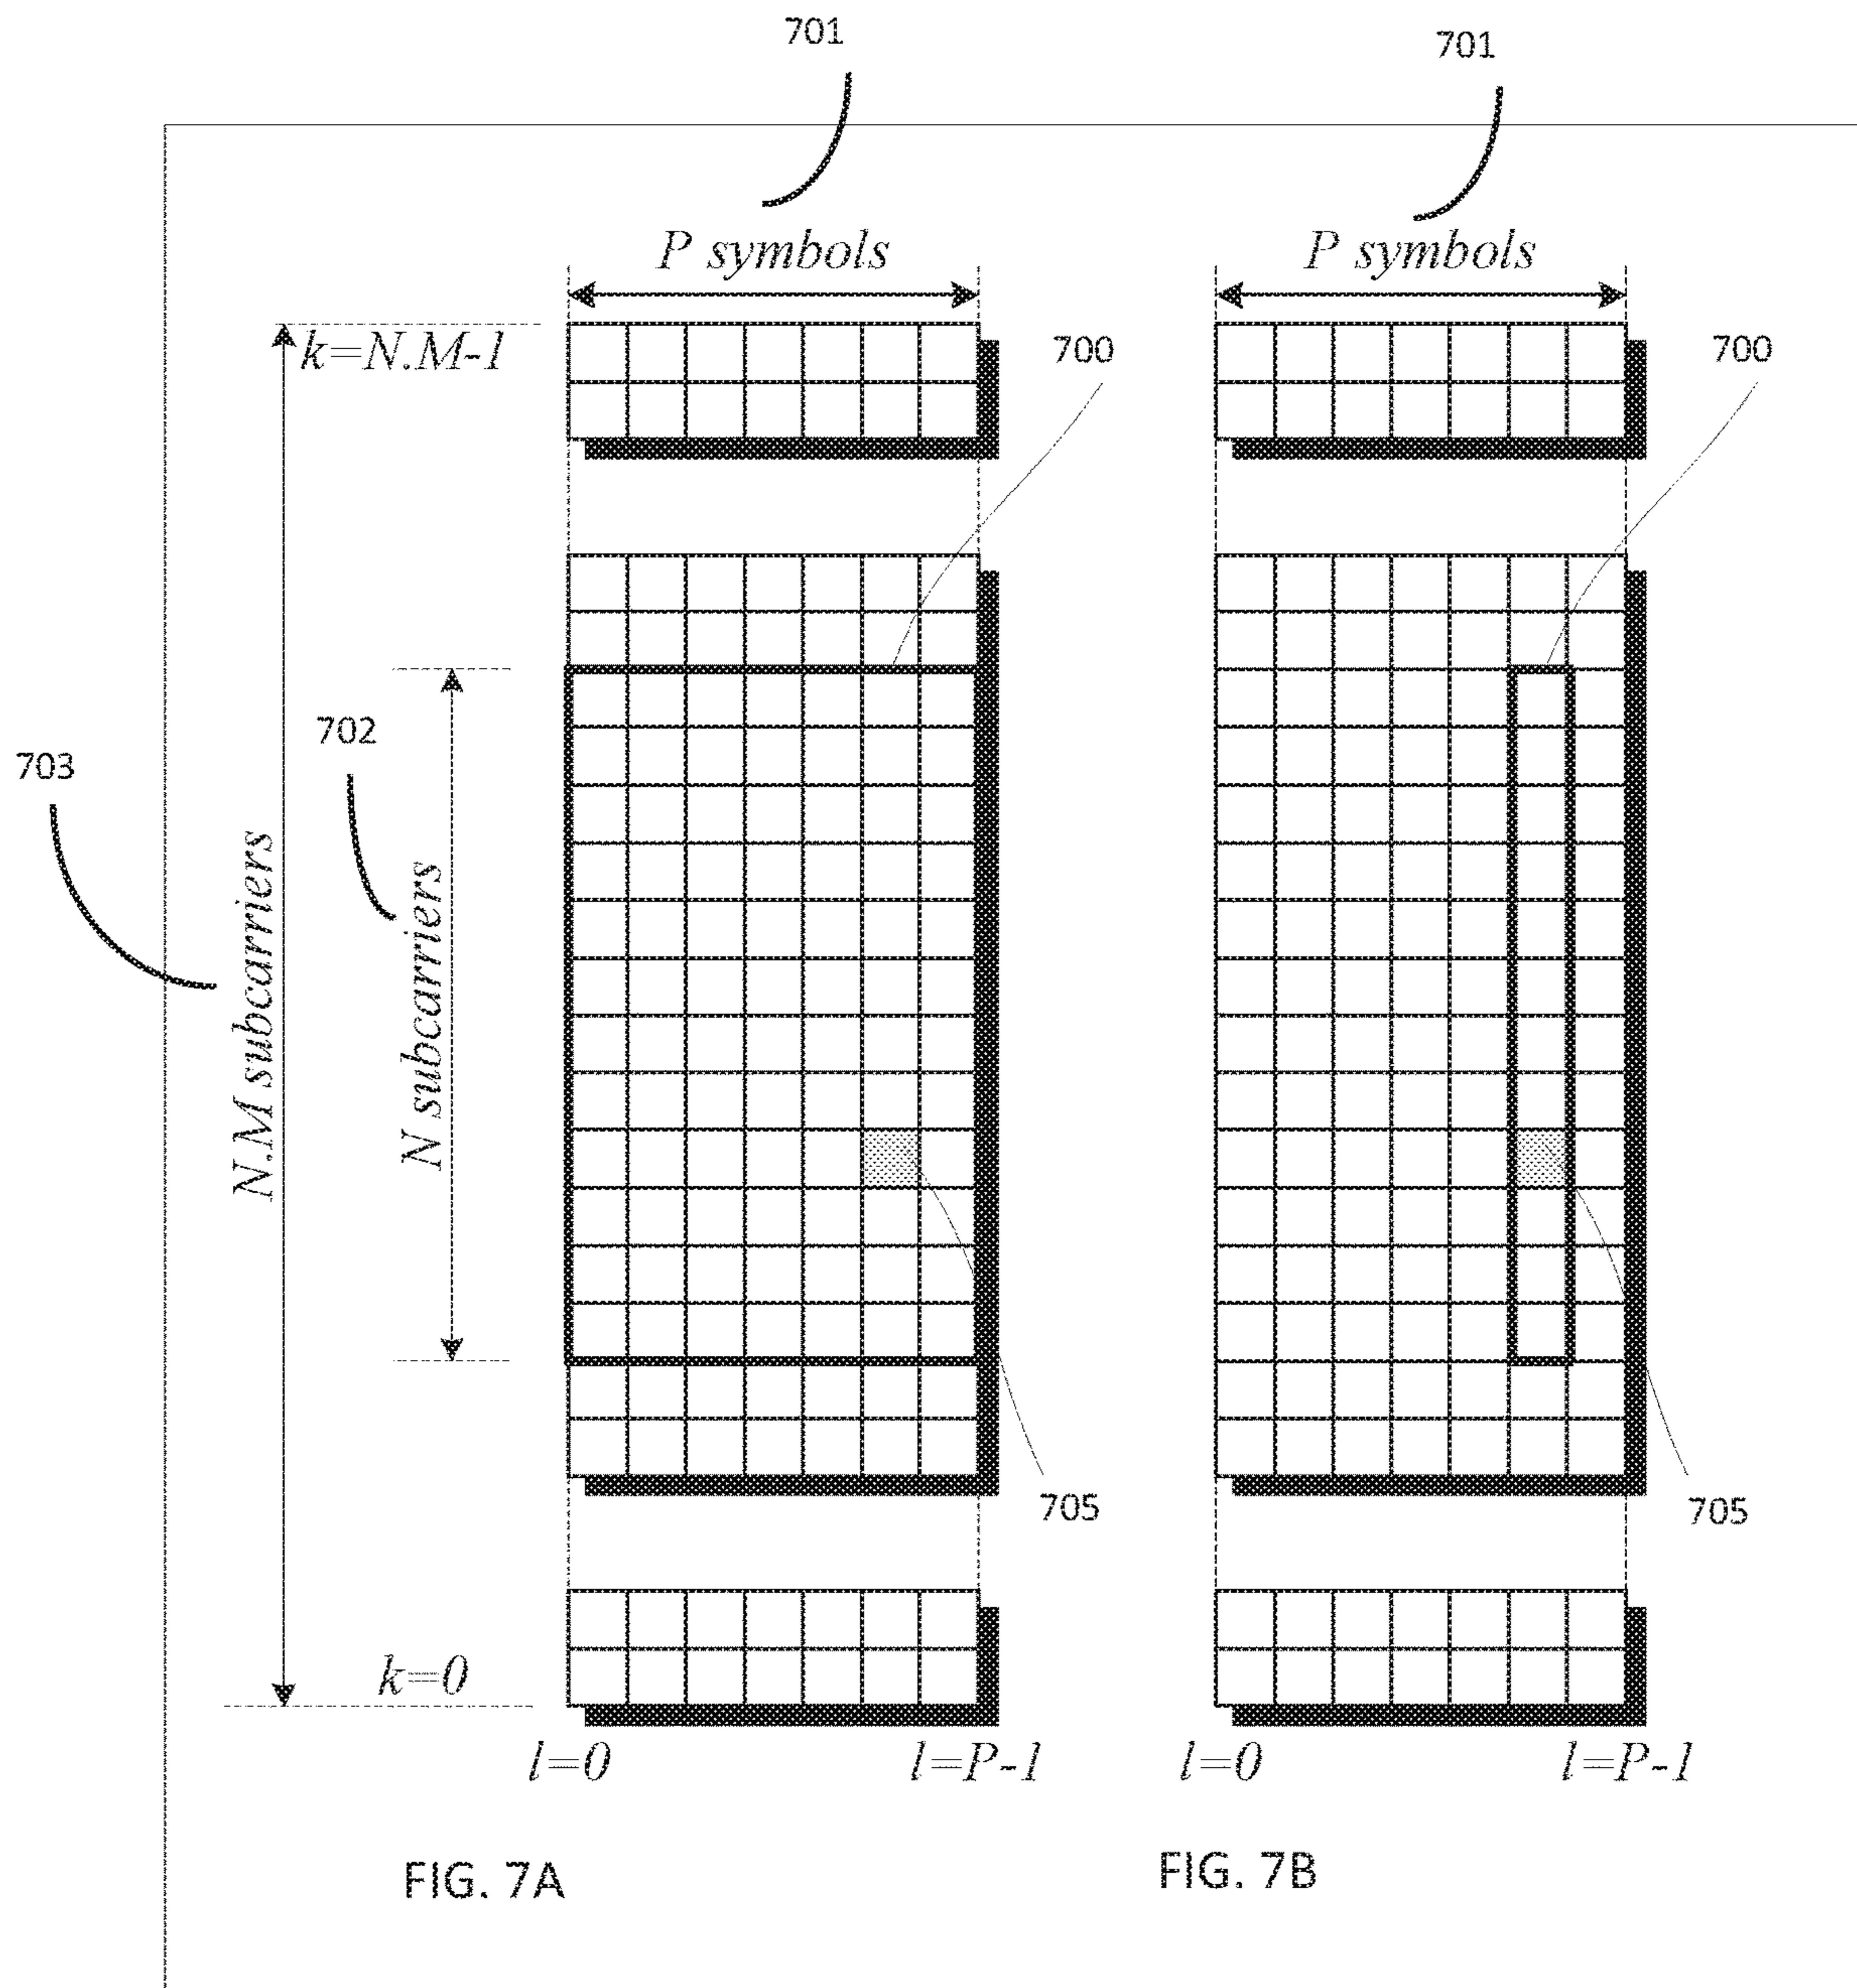 701
701
P symbols
P symbols
k=N.M-1
700
700
703
702
N.M subcarriers
N subcarriers
705
705
k=0
l=0
l=P-1
l=0
l=P-1
FIG. 7A
FIG. 7B